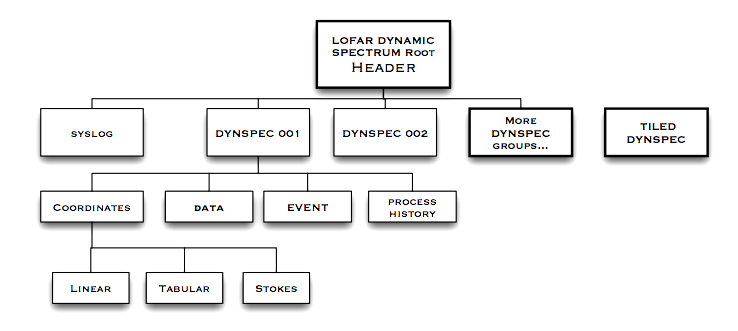 LOFAR DYNAMIC
SPECTRUM ROOT
HEADER
SYSLOG
DYNSPEC 001
DYNSPEC 002
MORE
DYNSPEC
GROUPS...
TILED
DYNSPEC
COORDINATES
DATA
EVENT
PROCESS
HISTORY
LINEAR
TABULAR
STOKES